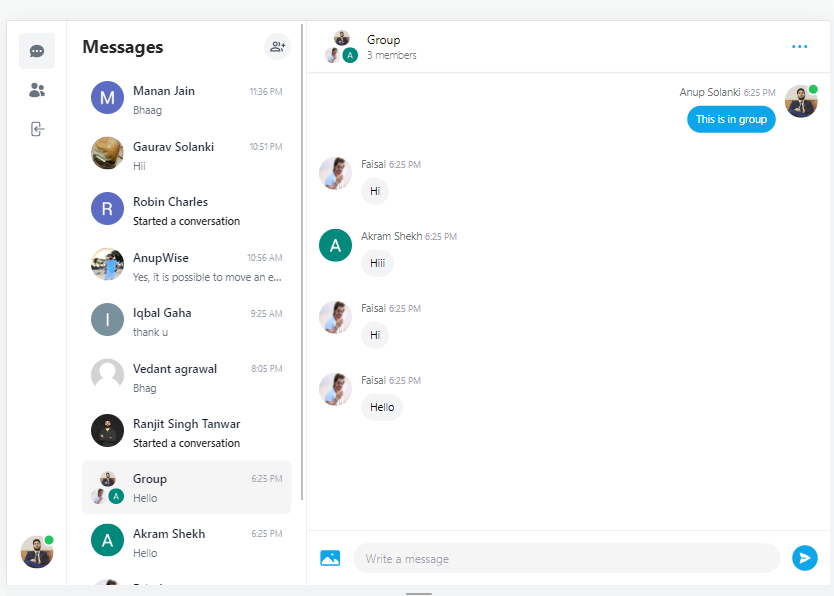 Messages
Manan Jain 11:36 PM
Bhaag
Gaurav Solanki 10:51 PM
Hii
R
Robin Charles
Started a conversation
AnupWise 10:56 AM
Yes, it is possible to move an e...
I
Iqbal Gaha 9:25 AM
thank u
Vedant agrawal 8:05 PM
Bhag
Ranjit Singh Tanwar
Started a conversation
Group 6:25 PM
A
Hello
A
Akram Shekh 6:25 PM
Hello
M
Group
A
3 members
Anup Solanki 6:25 PM
This is in group
Faisal 6:25 PM
Hi
A
Akram Shekh 6:25 PM
Hiii
Faisal 6:25 PM
Hi
Faisal 6:25 PM
Hello
Write a message